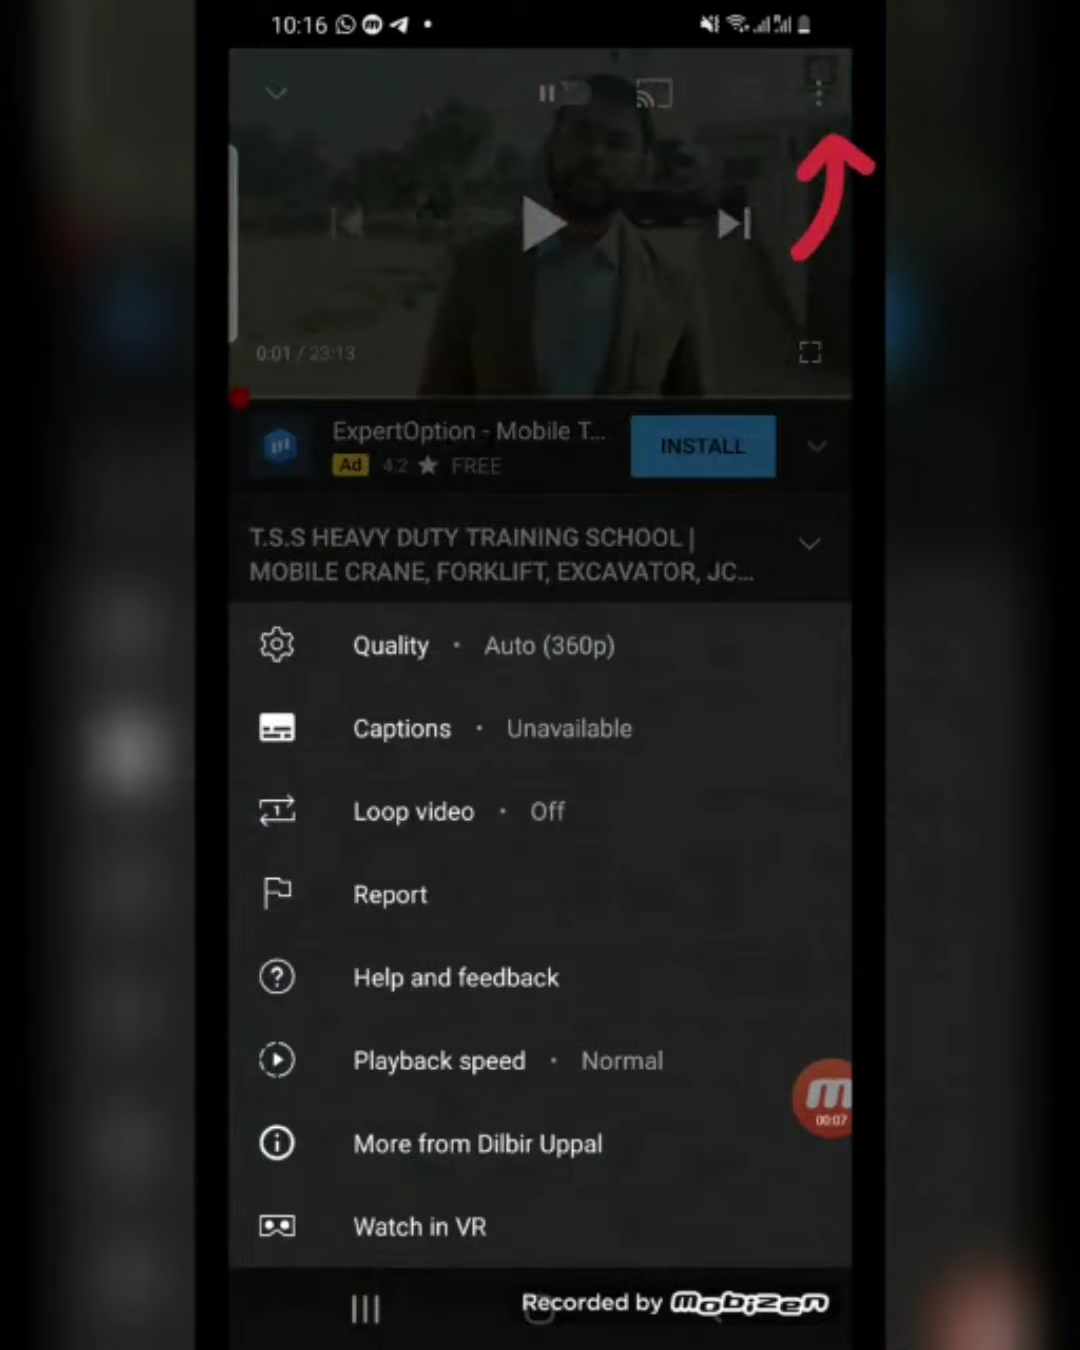 10:16
0:01 / 23:13
ExpertOption - Mobile T...
INSTALL
Ad 4.2 ★ FREE
T.S.S HEAVY DUTY TRAINING SCHOOL |
MOBILE CRANE, FORKLIFT, EXCAVATOR, JC...
Quality • Auto (360p)
Captions • Unavailable
Loop video • Off
Report
Help and feedback
Playback speed • Normal
00:07
More from Dilbir Uppal
Watch in VR
Recorded by Mobizen